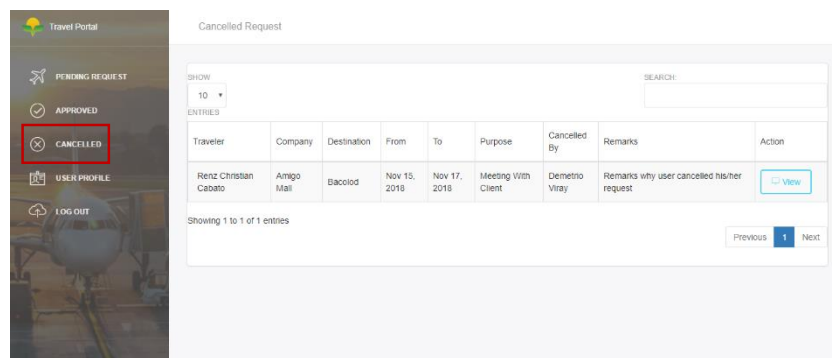 Travel Portal
Cancelled Request
PENDING REQUEST
APPROVED
CANCELLED
USER PROFILE
LOG OUT
SHOW
10
ENTRIES
SEARCH:
Traveler Company Destination From To Purpose Cancelled By Remarks Action
Renz Christian Cabato Amigo Mall Bacolod Nov 15, 2018 Nov 17, 2018 Meeting With Client Demetrio Viray Remarks why user cancelled his/her request View
Showing 1 to 1 of 1 entries
Previous 1 Next